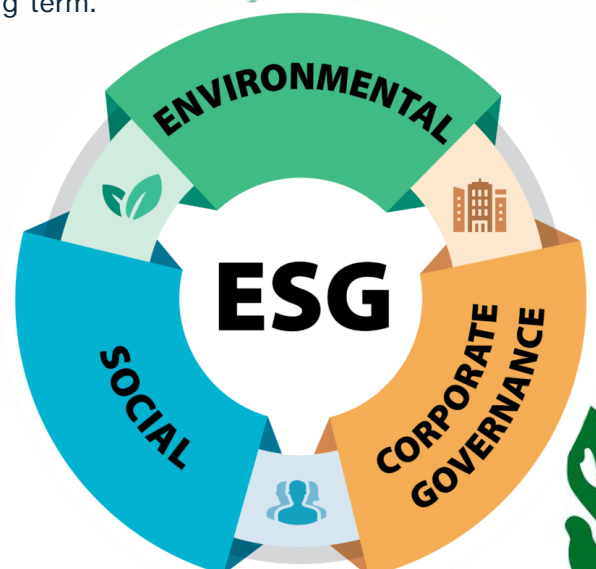 g term.
ENVIRONMENTAL
ESG
SOCIAL
CORPORATE
GOVERNANCE